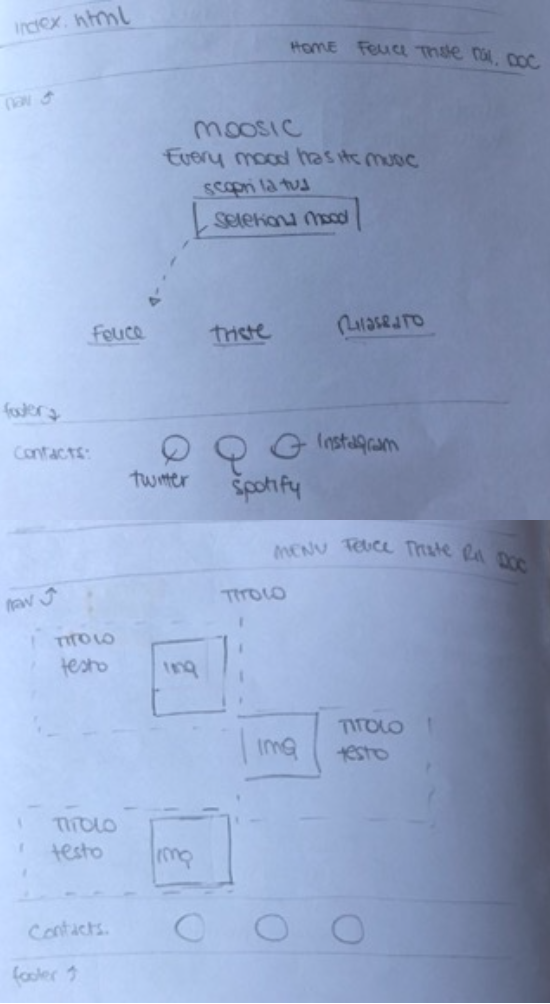 index.html
HOME Felice Triste Ril. DOC
nav
MOOSIC
Every mood has its music
scopri la tua
Seleziona mood
Felice Triste Rilassato
footer
Contacts: Instagram
twitter Spotify
MENU Felice Triste Ril DOC
nav
TITOLO
TITOLO
testo img
img TITOLO
testo
TITOLO
testo img
Contacts:
footer